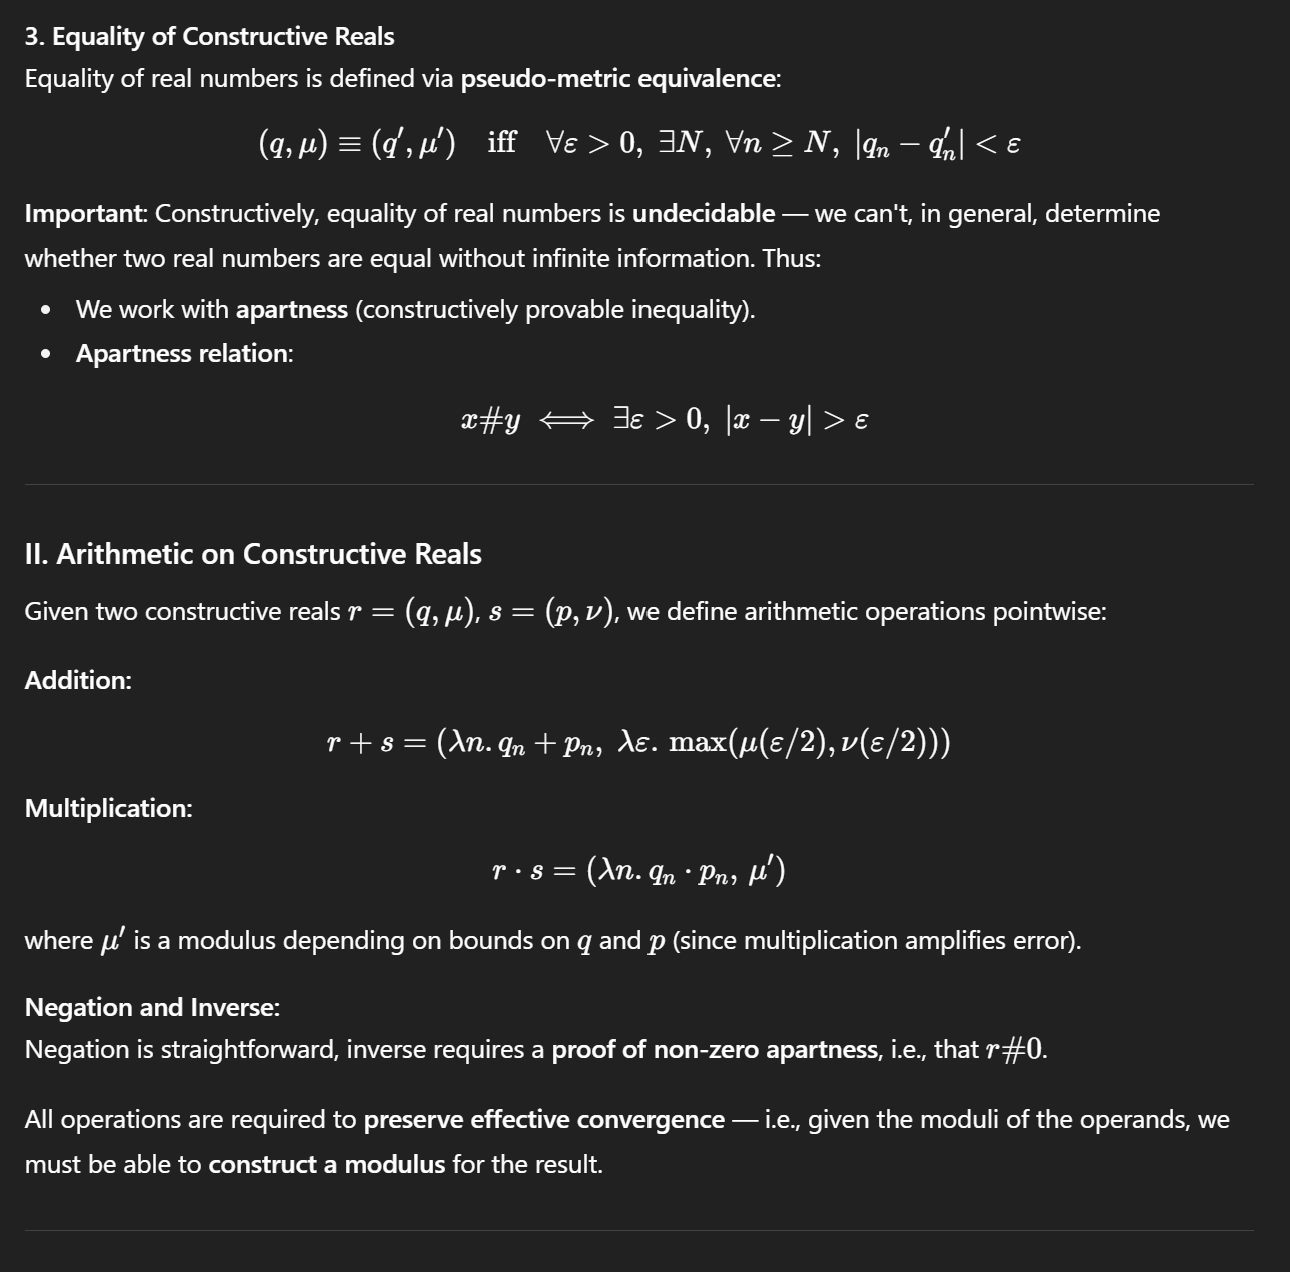 3. Equality of Constructive Reals
Equality of real numbers is defined via pseudo-metric equivalence:
(q, μ) ≡ (q′, μ′)  iff  ∀ε > 0, ∃N, ∀n ≥ N, |qₙ − q′ₙ| < ε
Important: Constructively, equality of real numbers is undecidable — we can't, in general, determine
whether two real numbers are equal without infinite information. Thus:
• We work with apartness (constructively provable inequality).
• Apartness relation:
x#y ⟺ ∃ε > 0, |x − y| > ε
II. Arithmetic on Constructive Reals
Given two constructive reals r = (q, μ), s = (p, ν), we define arithmetic operations pointwise:
Addition:
r + s = (λn. qₙ + pₙ, λε. max(μ(ε/2), ν(ε/2)))
Multiplication:
r · s = (λn. qₙ · pₙ, μ′)
where μ′ is a modulus depending on bounds on q and p (since multiplication amplifies error).
Negation and Inverse:
Negation is straightforward, inverse requires a proof of non-zero apartness, i.e., that r#0.
All operations are required to preserve effective convergence — i.e., given the moduli of the operands, we
must be able to construct a modulus for the result.